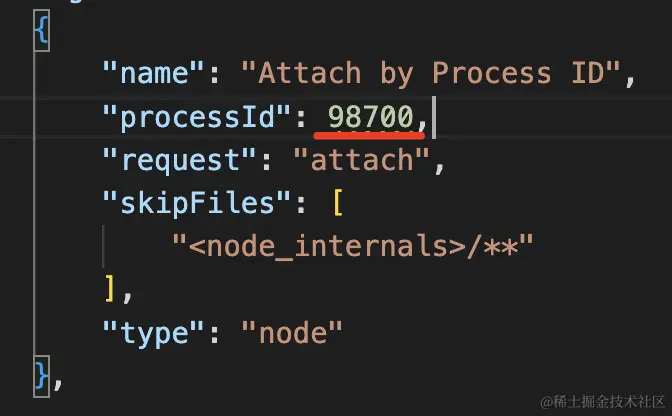 {
"name": "Attach by Process ID",
"processId": 98700,
"request": "attach",
"skipFiles": [
"<node_internals>/**"
],
"type": "node"
},
@稀土掘金技术社区